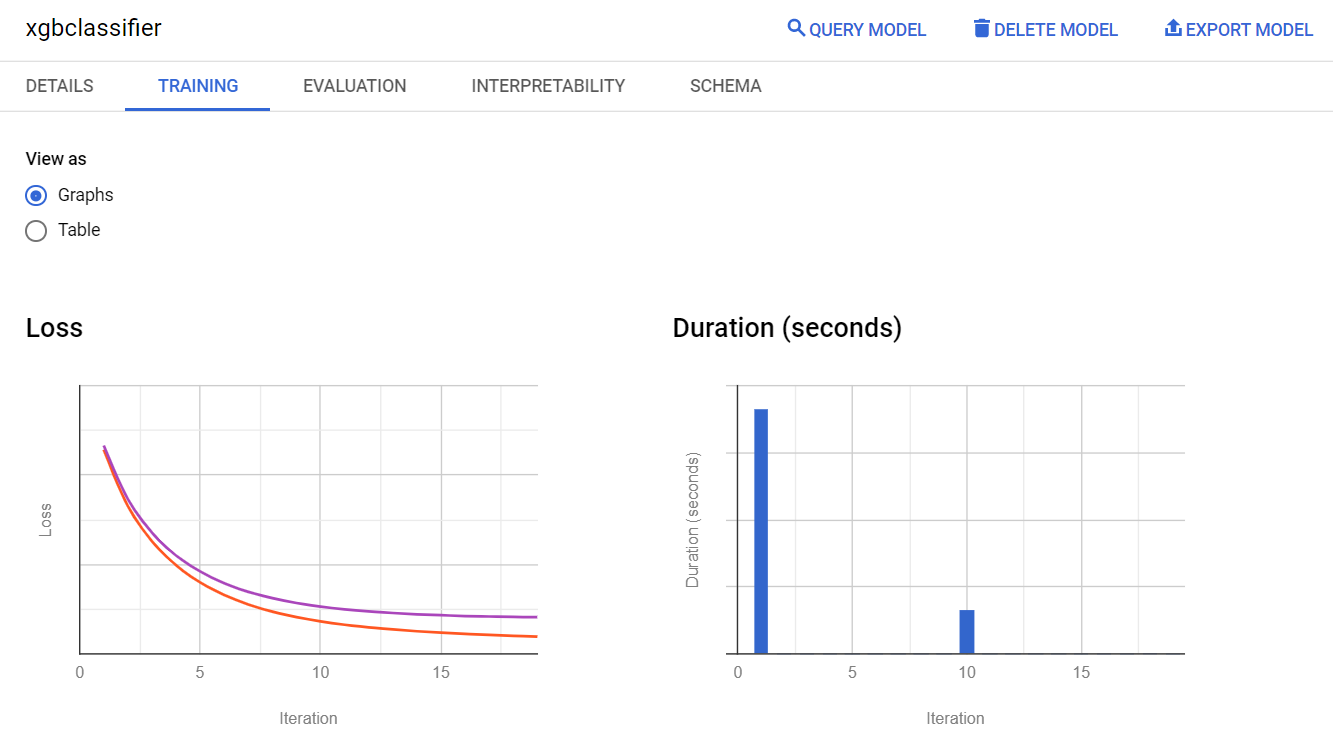 xgbclassifier
QUERY MODEL
DELETE MODEL
EXPORT MODEL
DETAILS
TRAINING
EVALUATION
INTERPRETABILITY
SCHEMA
View as
Graphs
Table
Loss
Loss
0 5 10 15
Iteration
Duration (seconds)
Duration (seconds)
0 5 10 15
Iteration